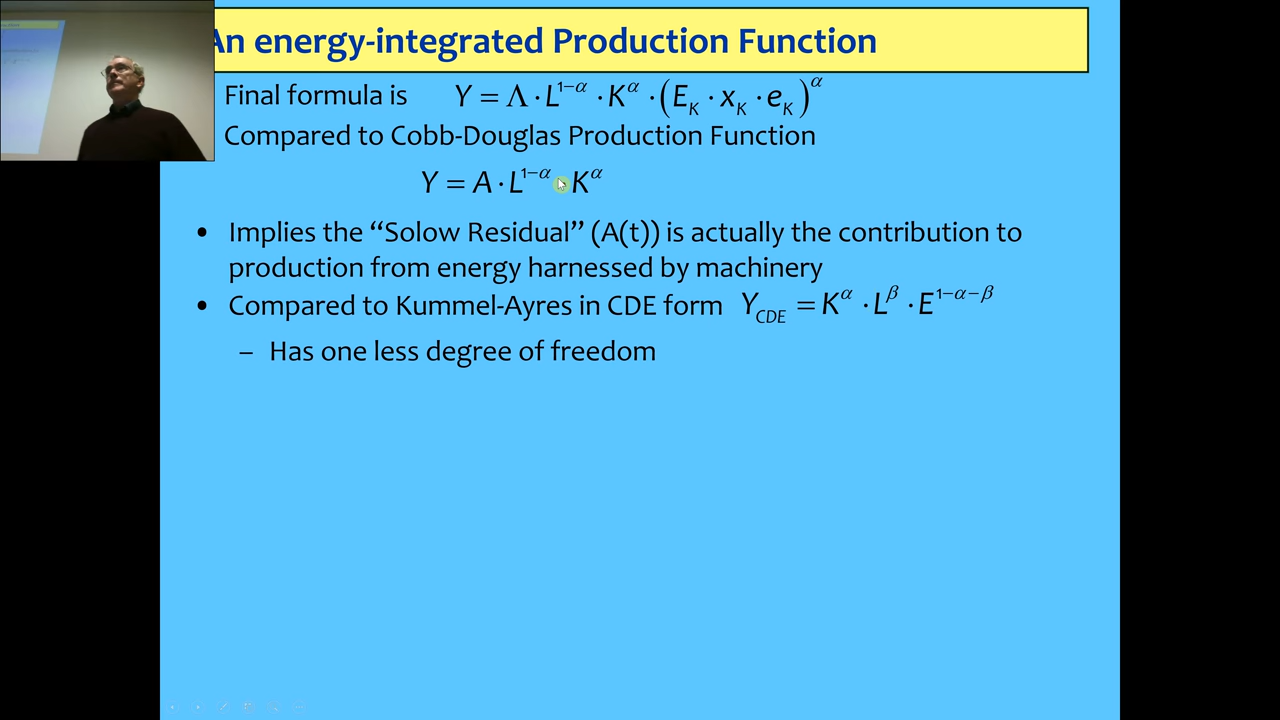 An energy-integrated Production Function
Final formula is Y = Λ · L^{1−α} · K^{α} · (E_K · x_K · e_K)^{α}
Compared to Cobb-Douglas Production Function
Y = A · L^{1−α} · K^{α}
• Implies the “Solow Residual” (A(t)) is actually the contribution to
production from energy harnessed by machinery
• Compared to Kummel-Ayres in CDE form Y_{CDE} = K^{α} · L^{β} · E^{1−α−β}
– Has one less degree of freedom